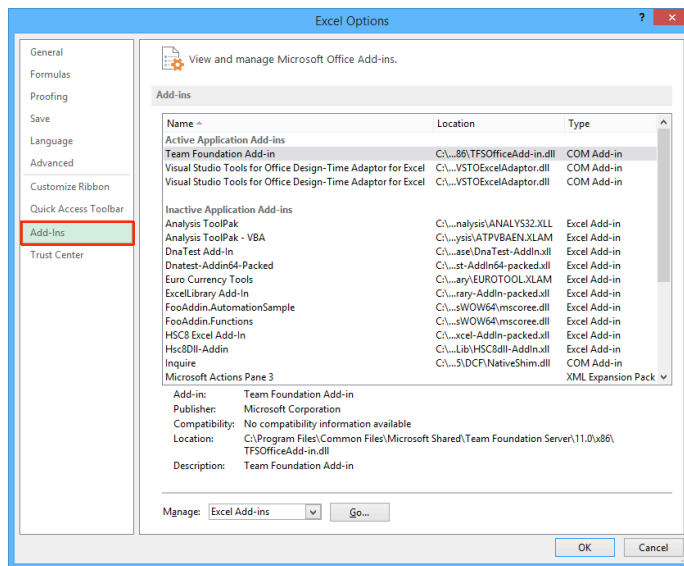 Excel Options
?
×
General
Formulas
Proofing
Save
Language
Advanced
Customize Ribbon
Quick Access Toolbar
Add-Ins
Trust Center
View and manage Microsoft Office Add-ins.
Add-ins
Name Location Type
Active Application Add-ins
Team Foundation Add-in C:\...86\TFSOfficeAdd-in.dll COM Add-in
Visual Studio Tools for Office Design-Time Adaptor for Excel C:\...VSTOExcelAdaptor.dll COM Add-in
Visual Studio Tools for Office Design-Time Adaptor for Excel C:\...VSTOExcelAdaptor.dll COM Add-in
Inactive Application Add-ins
Analysis ToolPak C:\...nalysis\ANALYS32.XLL Excel Add-in
Analysis ToolPak - VBA C:\...ysis\ATPVBAEN.XLAM Excel Add-in
DnaTest Add-In C:\...ase\DnaTest-AddIn.xll Excel Add-in
Dnatest-Addin64-Packed C:\...st-AddIn64-packed.xll Excel Add-in
Euro Currency Tools C:\...ary\EUROTOOL.XLAM Excel Add-in
ExcelLibrary Add-In C:\...rary-AddIn-packed.xll Excel Add-in
FooAddin.AutomationSample C:\...sWOW64\mscoree.dll Excel Add-in
FooAddin.Functions C:\...sWOW64\mscoree.dll Excel Add-in
HSC8 Excel Add-In C:\...xcel-AddIn-packed.xll Excel Add-in
Hsc8Dll-Addin C:\...Lib\HSC8dll-AddIn.xll Excel Add-in
Inquire C:\...5\DCF\NativeShim.dll COM Add-in
Microsoft Actions Pane 3 XML Expansion Pack
Add-in: Team Foundation Add-in
Publisher: Microsoft Corporation
Compatibility: No compatibility information available
Location: C:\Program Files\Common Files\Microsoft Shared\Team Foundation Server\11.0\x86\
TFSOfficeAdd-in.dll
Description: Team Foundation Add-in
Manage: Excel Add-ins Go...
OK Cancel